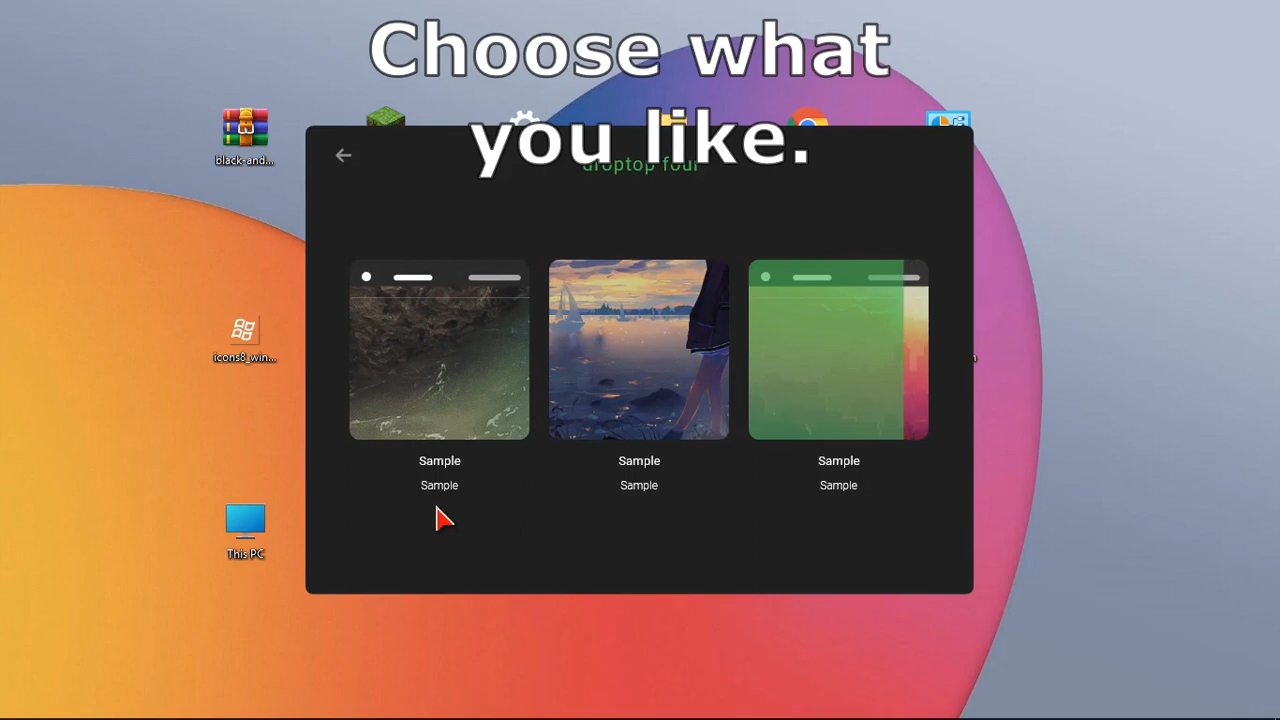 Choose what
you like.
black-and...
droptop four
icons8_win...
Sample
Sample
Sample
Sample
Sample
Sample
This PC